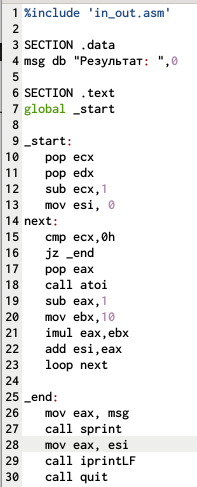 1 %include 'in_out.asm'
2
3 SECTION .data
4 msg db "Результат: ",0
5
6 SECTION .text
7 global _start
8
9 _start:
10 pop ecx
11 pop edx
12 sub ecx,1
13 mov esi, 0
14 next:
15 cmp ecx,0h
16 jz _end
17 pop eax
18 call atoi
19 sub eax,1
20 mov ebx,10
21 imul eax,ebx
22 add esi,eax
23 loop next
24
25 _end:
26 mov eax, msg
27 call sprint
28 mov eax, esi
29 call iprintLF
30 call quit